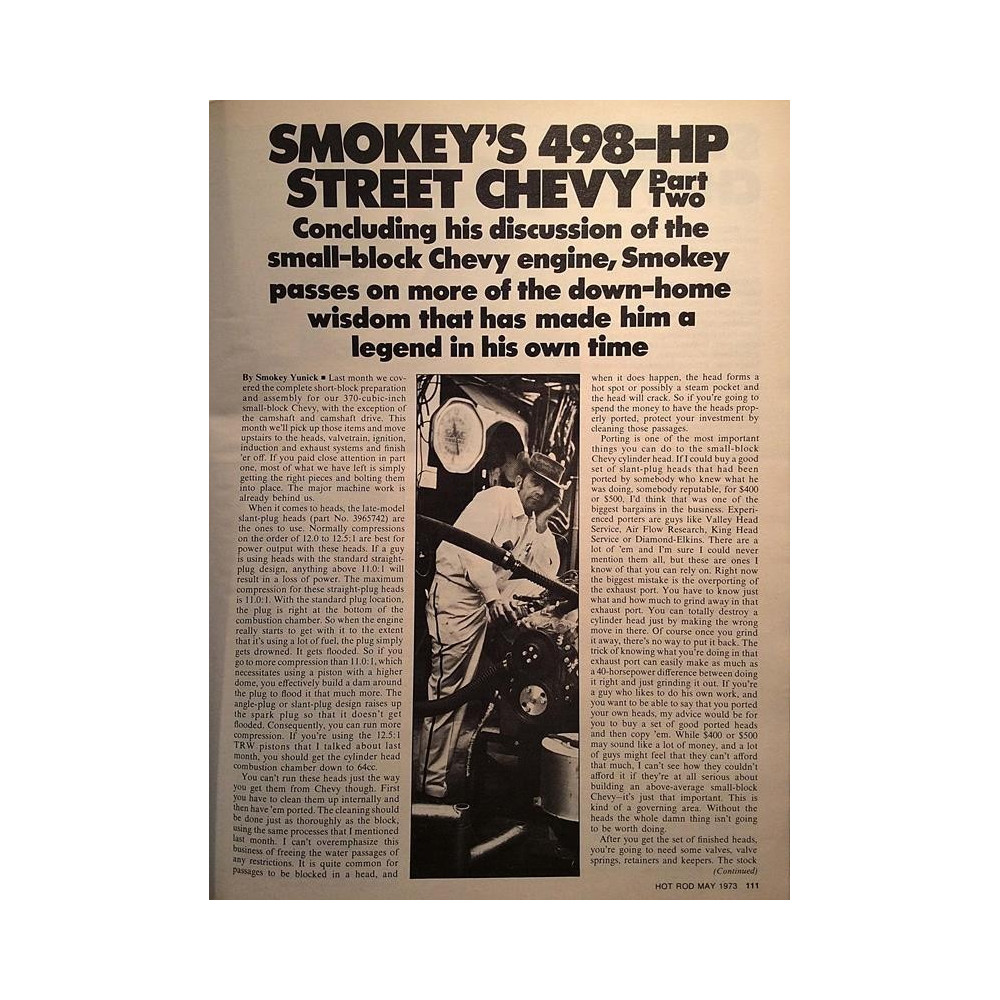 SMOKEY'S 498-HP
STREET CHEVY Part Two
Concluding his discussion of the
small-block Chevy engine, Smokey
passes on more of the down-home
wisdom that has made him a
legend in his own time
By Smokey Yunick ■ Last month we cov-
ered the complete short-block preparation
and assembly for our 370-cubic-inch
small-block Chevy, with the exception of
the camshaft and camshaft drive. This
month we'll pick up those items and move
upstairs to the heads, valvetrain, ignition,
induction and exhaust systems and finish
'er off. If you paid close attention in part
one, most of what we have left is simply
getting the right pieces and bolting them
into place. The major machine work is
already behind us.
When it comes to heads, the late-model
slant-plug heads (part No. 3965742) are
the ones to use. Normally compressions
on the order of 12.0 to 12.5:1 are best for
power output with these heads. If a guy
is using heads with the standard straight-
plug design, anything above 11.0:1 will
result in a loss of power. The maximum
compression for these straight-plug heads
is 11.0:1. With the standard plug location,
the plug is right at the bottom of the
combustion chamber. So when the engine
really starts to get with it to the extent
that it's using a lot of fuel, the plug simply
gets drowned. It gets flooded. So if you
go to more compression than 11.0:1, which
necessitates using a piston with a higher
dome, you effectively build a dam around
the plug to flood it that much more. The
angle-plug or slant-plug design raises up
the spark plug so that it doesn't get
flooded. Consequently, you can run more
compression. If you're using the 12.5:1
TRW pistons that I talked about last
month, you should get the cylinder head
combustion chamber down to 64cc.
You can't run these heads just the way
you get them from Chevy though. First
you have to clean them up internally and
then have 'em ported. The cleaning should
be done just as thoroughly as the block,
using the same processes that I mentioned
last month. I can't overemphasize this
business of freeing the water passages of
any restrictions. It is quite common for
passages to be blocked in a head, and
when it does happen, the head forms a
hot spot or possibly a steam pocket and
the head will crack. So if you're going to
spend the money to have the heads prop-
erly ported, protect your investment by
cleaning those passages.
Porting is one of the most important
things you can do to the small-block
Chevy cylinder head. If I could buy a good
set of slant-plug heads that had been
ported by somebody who knew what he
was doing, somebody reputable, for $400
or $500, I'd think that was one of the
biggest bargains in the business. Experi-
enced porters are guys like Valley Head
Service, Air Flow Research, King Head
Service or Diamond-Elkins. There are a
lot of 'em and I'm sure I could never
mention them all, but these are ones I
know of that you can rely on. Right now
the biggest mistake is the overporting of
the exhaust port. You have to know just
what and how much to grind away in that
exhaust port. You can totally destroy a
cylinder head just by making the wrong
move in there. Of course once you grind
it away, there's no way to put it back. The
trick of knowing what you're doing in that
exhaust port can easily make as much as
a 40-horsepower difference between doing
it right and just grinding it out. If you're
a guy who likes to do his own work, and
you want to be able to say that you ported
your own heads, my advice would be for
you to buy a set of good ported heads
and then copy 'em. While $400 or $500
may sound like a lot of money, and a lot
of guys might feel that they can't afford
that much, I can't see how they couldn't
afford it if they're at all serious about
building an above-average small-block
Chevy—it's just that important. This is
kind of a governing area. Without the
heads the whole damn thing isn't going
to be worth doing.
After you get the set of finished heads,
you're going to need some valves, valve
springs, retainers and keepers. The stock
(Continued)
HOT ROD MAY 1973 111